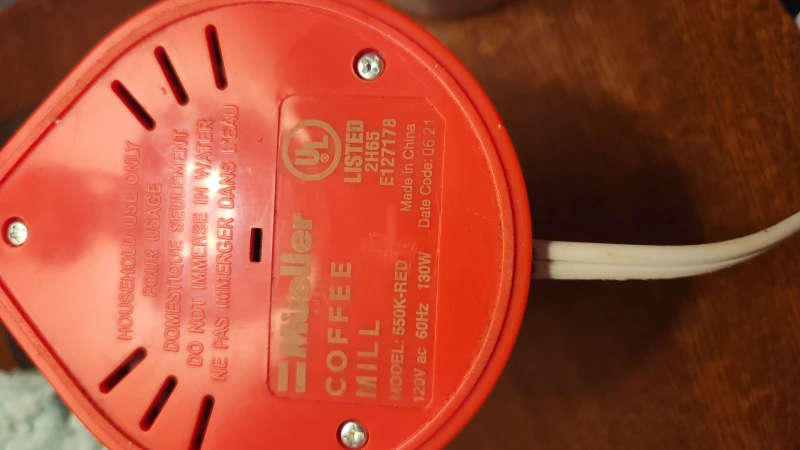 HOUSEHOLD USE ONLY
POUR USAGE
DOMESTIQUE SEULEMENT
DO NOT IMMERSE IN WATER
NE PAS IMMERGER DANS L'EAU
Mueller
COFFEE
MILL
MODEL: 550K-RED
120V ac 60Hz 130W
UL
LISTED
2H65
E127178
Made in China
Date Code: 06 21